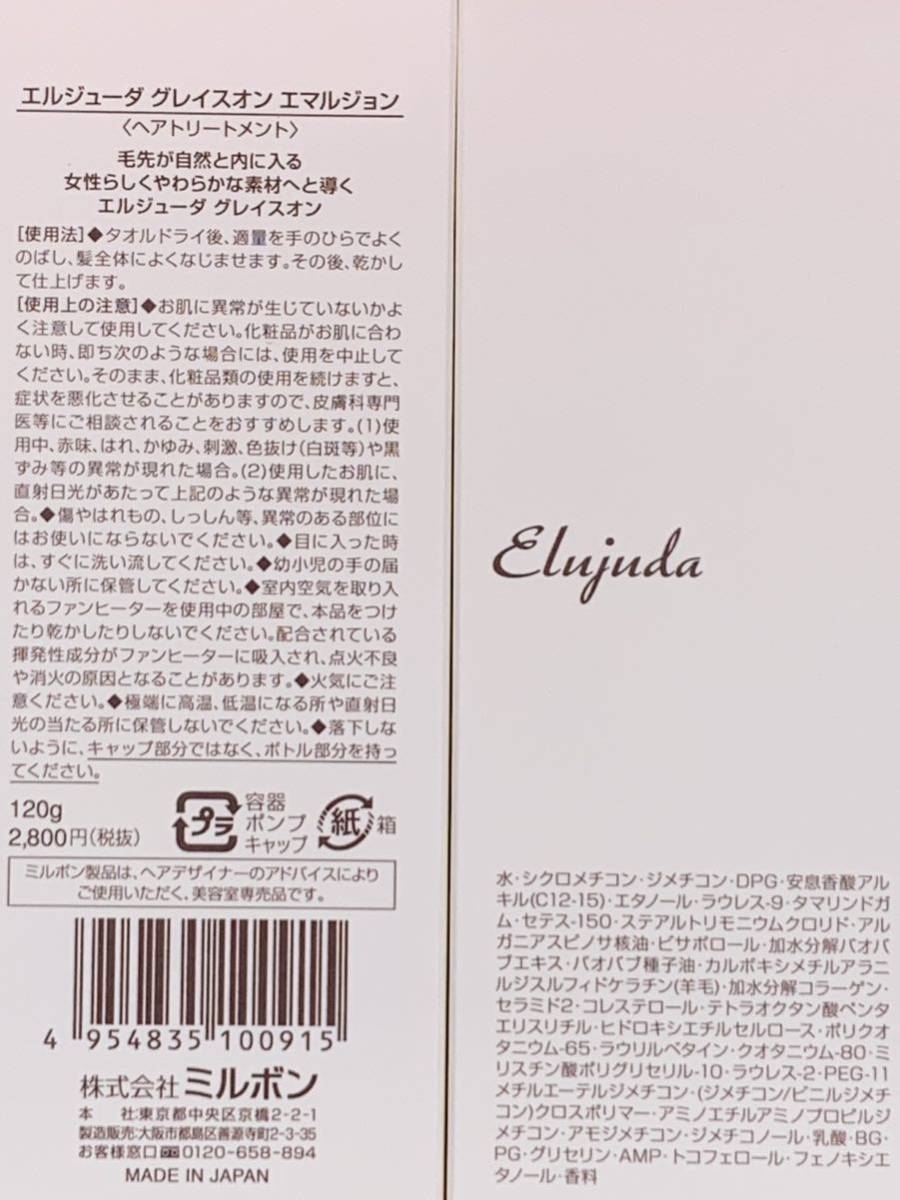 エルジューダ グレイスオン エマルジョン
〈ヘアトリートメント〉
毛先が自然と内に入る
女性らしくやわらかな素材へと導く
エルジューダ グレイスオン
[使用法]◆タオルドライ後、適量を手のひらでよく
のばし、髪全体によくなじませます。その後、乾かし
て仕上げます。
[使用上の注意]◆お肌に異常が生じていないかよ
く注意して使用してください。化粧品がお肌に合わ
ない時、即ち次のような場合には、使用を中止して
ください。そのまま、化粧品類の使用を続けますと、
症状を悪化させることがありますので、皮膚科専門
医等にご相談されることをおすすめします。(1)使
用中、赤味、はれ、かゆみ、刺激、色抜け(白斑等)や黒
ずみ等の異常が現れた場合。(2)使用したお肌に、
直射日光があたって上記のような異常が現れた場
合。◆傷やはれもの、しっしん等、異常のある部位に
はお使いにならないでください。◆目に入った時
は、すぐに洗い流してください。◆幼小児の手の届
かない所に保管してください。◆室内空気を取り入
れるファンヒーターを使用中の部屋で、本品をつけ
たり乾かしたりしないでください。配合されている
揮発性成分がファンヒーターに吸入され、点火不良
や消火の原因となることがあります。◆火気にご注
意ください。◆極端に高温、低温になる所や直射日
光の当たる所に保管しないでください。◆落下しな
いように、キャップ部分ではなく、ボトル部分を持っ
てください。
120g
2,800円(税抜)
プラ
容器
ポンプ
キャップ
紙
箱
ミルボン製品は、ヘアデザイナーのアドバイスにより
ご使用いただく、美容室専売品です。
4 954835 100915
株式会社 ミルボン
本 社:東京都中央区京橋2-2-1
製造販売:大阪市都島区善源寺町2-3-35
お客様窓口 0120-658-894
MADE IN JAPAN
Elujuda
水・シクロメチコン・ジメチコン・DPG・安息香酸アル
キル(C12-15)・エタノール・ラウレス-9・タマリンドガ
ム・セテス-150・ステアルトリモニウムクロリド・アル
ガニアスピノサ核油・ビサボロール・加水分解バオバ
ブエキス・バオバブ種子油・カルボキシメチルアラニ
ルジスルフィドケラチン(羊毛)・加水分解コラーゲン・
セラミド2・コレステロール・テトラオクタン酸ペンタ
エリスリチル・ヒドロキシエチルセルロース・ポリクオ
タニウム-65・ラウリルベタイン・クオタニウム-80・ミ
リスチン酸ポリグリセリル-10・ラウレス-2・PEG-11
メチルエーテルジメチコン・(ジメチコン/ビニルジメチ
コン)クロスポリマー・アミノエチルアミノプロピルジ
メチコン・アモジメチコン・ジメチコノール・乳酸・BG・
PG・グリセリン・AMP・トコフェロール・フェノキシエ
タノール・香料